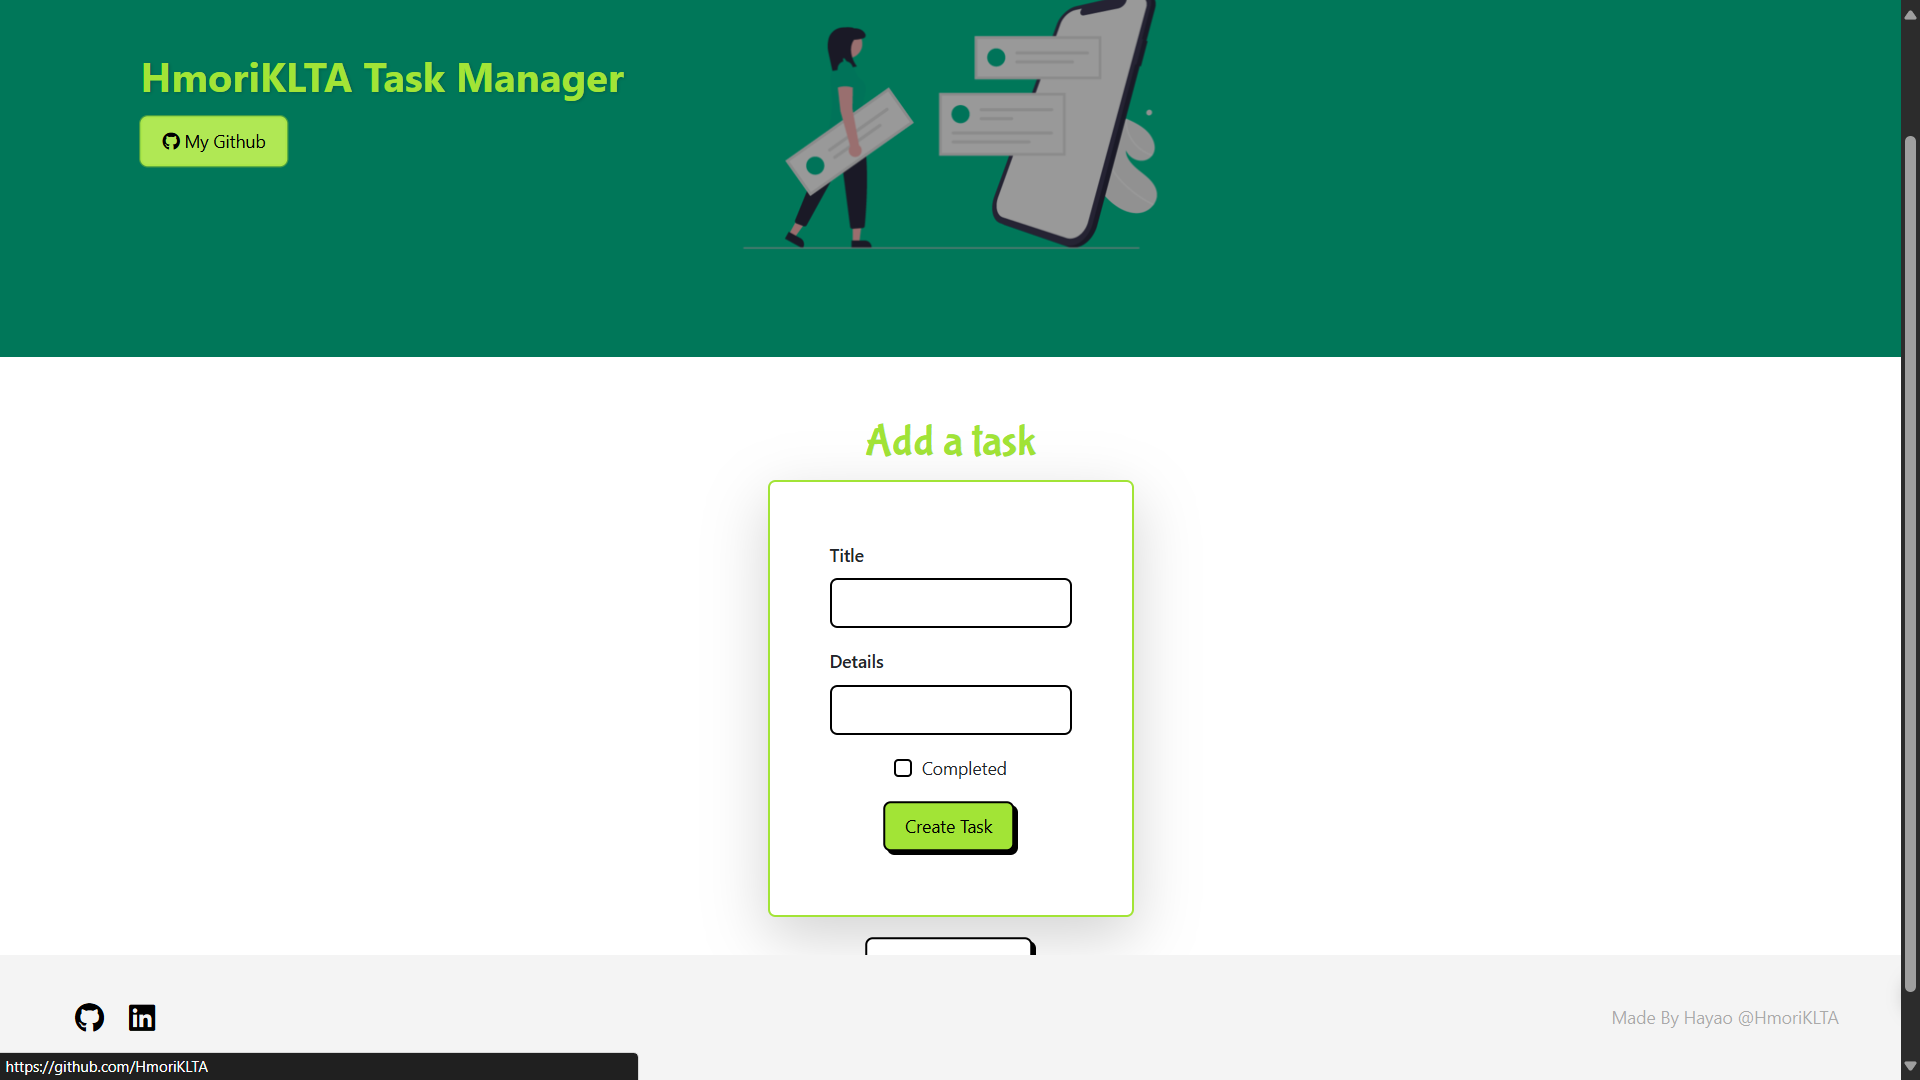 HmoriKLTA Task Manager
My Github
Add a task
Title
Details
Completed
Create Task
Made By Hayao @HmoriKLTA
https://github.com/HmoriKLTA